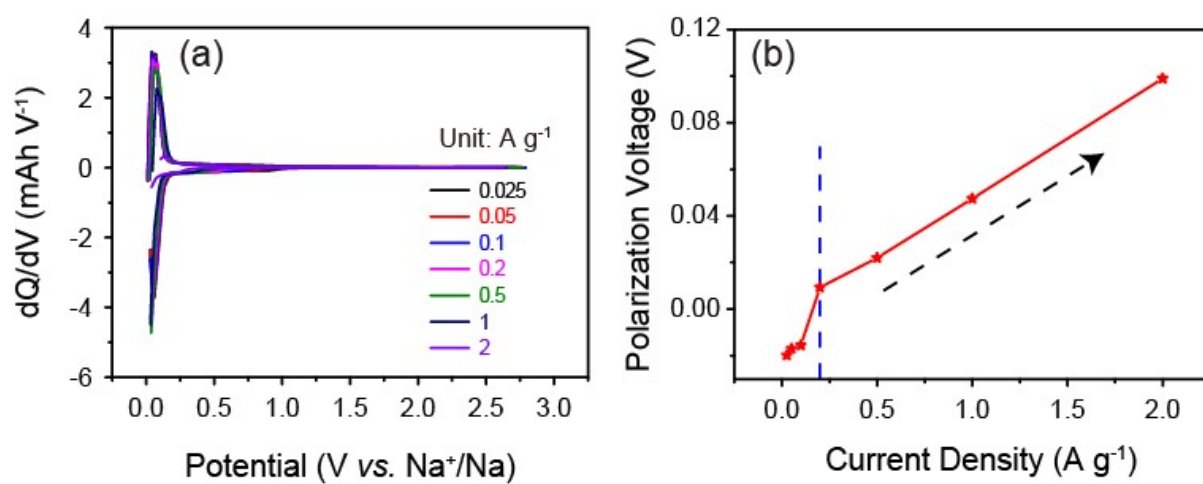 (a)
dQ/dV (mAh V⁻¹)
4
2
0
-2
-4
-6
Unit: A g⁻¹
0.025
0.05
0.1
0.2
0.5
1
2
0.0 0.5 1.0 1.5 2.0 2.5 3.0
Potential (V vs. Na⁺/Na)
(b)
Polarization Voltage (V)
0.12
0.08
0.04
0.00
0.0 0.5 1.0 1.5 2.0
Current Density (A g⁻¹)